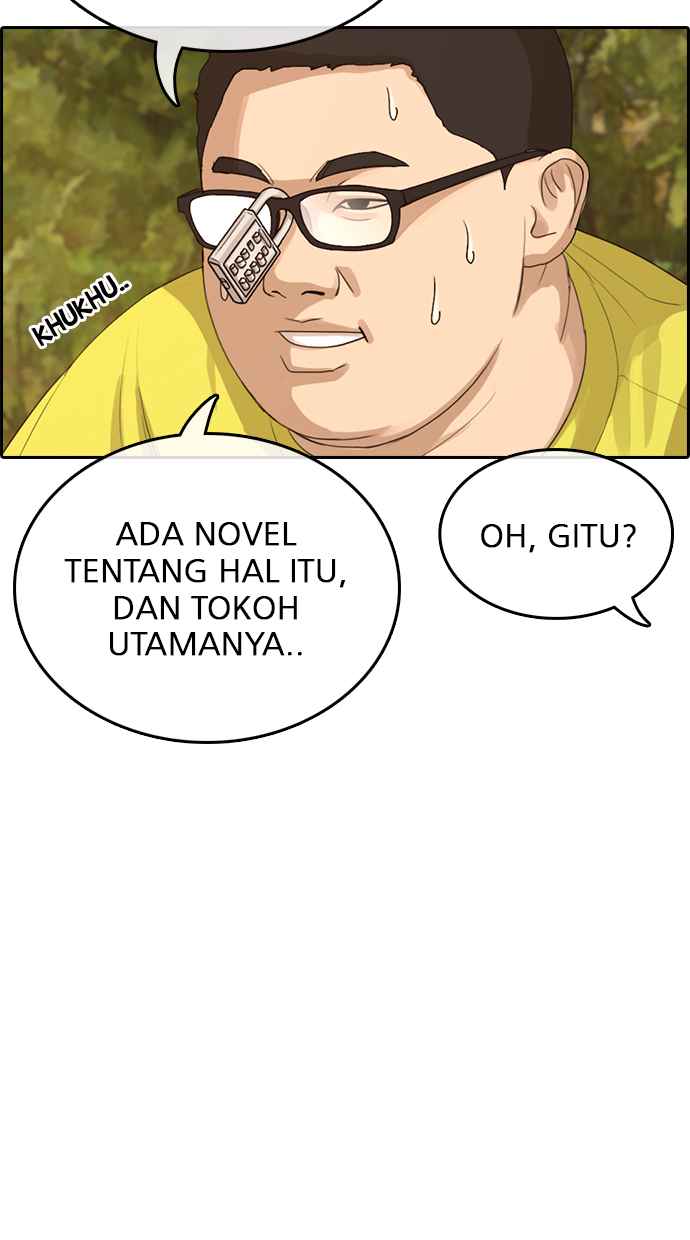 KHUKHU..
ADA NOVEL
TENTANG HAL ITU,
DAN TOKOH
UTAMANYA..
OH, GITU?